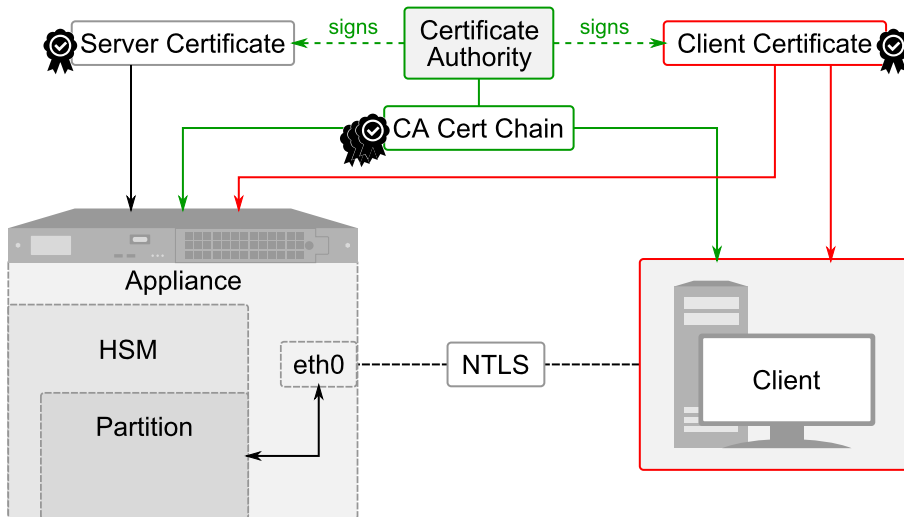 signs
signs
Server Certificate
Certificate
Authority
Client Certificate
CA Cert Chain
Appliance
HSM
eth0
NTLS
Client
Partition